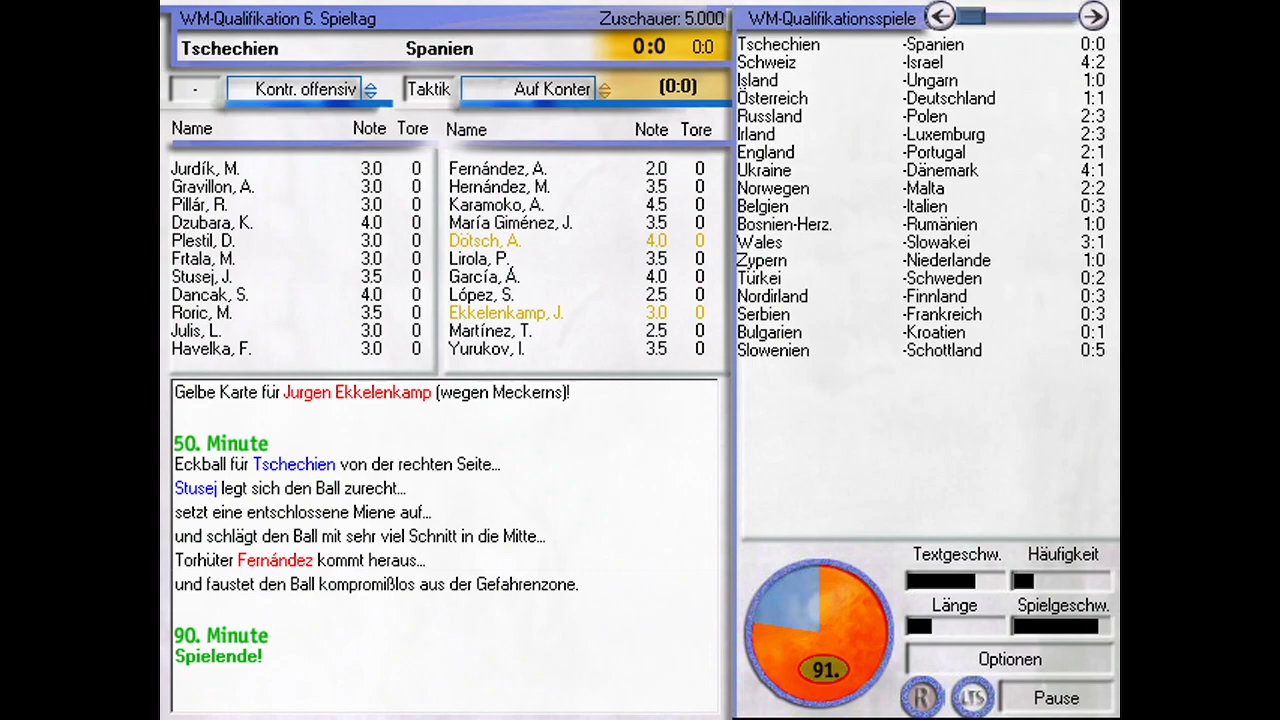 WM-Qualifikation 6. Spieltag Zuschauer: 5.000
Tschechien Spanien 0:0 0:0
- Kontr. offensiv Taktik Auf Konter (0:0)
Name Note Tore Name Note Tore
Jurdík, M. 3.0 0 Fernández, A. 2.0 0
Gravillon, A. 3.0 0 Hernández, M. 3.5 0
Pillár, R. 3.0 0 Karamoko, A. 4.5 0
Dzubara, K. 4.0 0 María Giménez, J. 3.5 0
Plestil, D. 3.0 0 Dötsch, A. 4.0 0
Frtala, M. 3.0 0 Lirola, P. 3.5 0
Stusej, J. 3.5 0 García, Á. 4.0 0
Dancak, S. 4.0 0 López, S. 2.5 0
Roric, M. 3.5 0 Ekkelenkamp, J. 3.0 0
Julis, L. 3.0 0 Martínez, T. 2.5 0
Havelka, F. 3.0 0 Yurukov, I. 3.5 0
Gelbe Karte für Jurgen Ekkelenkamp (wegen Meckerns)!
50. Minute
Eckball für Tschechien von der rechten Seite...
Stusej legt sich den Ball zurecht...
setzt eine entschlossene Miene auf...
und schlägt den Ball mit sehr viel Schnitt in die Mitte...
Torhüter Fernández kommt heraus...
und faustet den Ball kompromißlos aus der Gefahrenzone.
90. Minute
Spielende!
WM-Qualifikationsspiele
Tschechien -Spanien 0:0
Schweiz -Israel 4:2
Island -Ungarn 1:0
Österreich -Deutschland 1:1
Russland -Polen 2:3
Irland -Luxemburg 2:3
England -Portugal 2:1
Ukraine -Dänemark 4:1
Norwegen -Malta 2:2
Belgien -Italien 0:3
Bosnien-Herz. -Rumänien 1:0
Wales -Slowakei 3:1
Zypern -Niederlande 1:0
Türkei -Schweden 0:2
Nordirland -Finnland 0:3
Serbien -Frankreich 0:3
Bulgarien -Kroatien 0:1
Slowenien -Schottland 0:5
Textgeschw. Häufigkeit
Länge Spielgeschw.
91.
Optionen
R LTS Pause